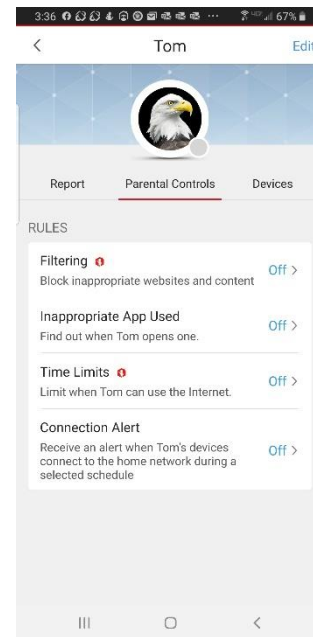 3:36
67%
Tom
Edit
Report
Parental Controls
Devices
RULES
Filtering
Block inappropriate websites and content
Off
Inappropriate App Used
Find out when Tom opens one.
Off
Time Limits
Limit when Tom can use the Internet.
Off
Connection Alert
Receive an alert when Tom's devices
connect to the home network during a
selected schedule
Off